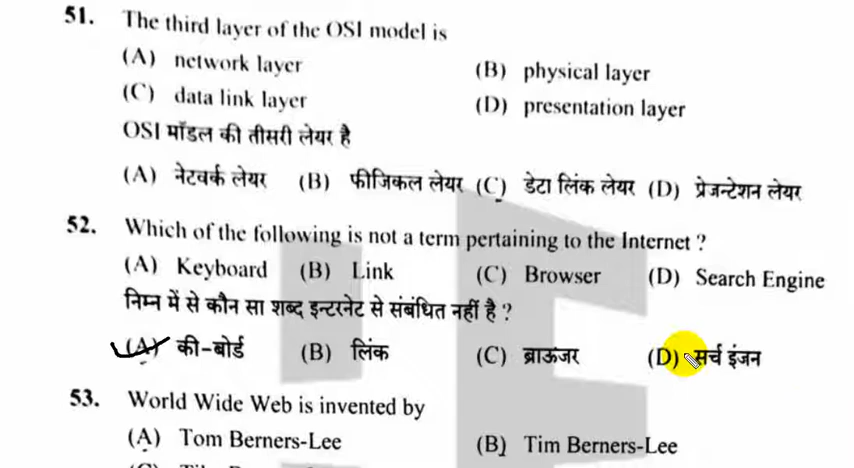 51. The third layer of the OSI model is
(A) network layer (B) physical layer
(C) data link layer (D) presentation layer
OSI मॉडल की तीसरी लेयर है
(A) नेटवर्क लेयर (B) फीजिकल लेयर (C) डेटा लिंक लेयर (D) प्रेजन्टेशन लेयर
52. Which of the following is not a term pertaining to the Internet ?
(A) Keyboard (B) Link (C) Browser (D) Search Engine
निम्न में से कौन सा शब्द इन्टरनेट से संबंधित नहीं है ?
(A) की-बोर्ड (B) लिंक (C) ब्राऊंजर (D) सर्च इंजन
53. World Wide Web is invented by
(A) Tom Berners-Lee (B) Tim Berners-Lee